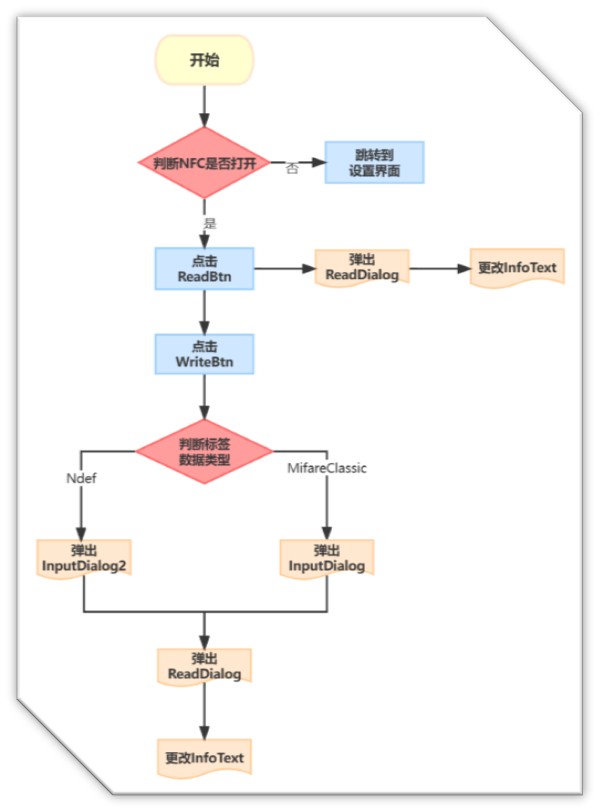 开始
判断NFC是否打开
否
跳转到
设置界面
是
点击
ReadBtn
弹出
ReadDialog
更改InfoText
点击
WriteBtn
判断标签
数据类型
Ndef
MifareClassic
弹出
InputDialog2
弹出
InputDialog
弹出
ReadDialog
更改InfoText